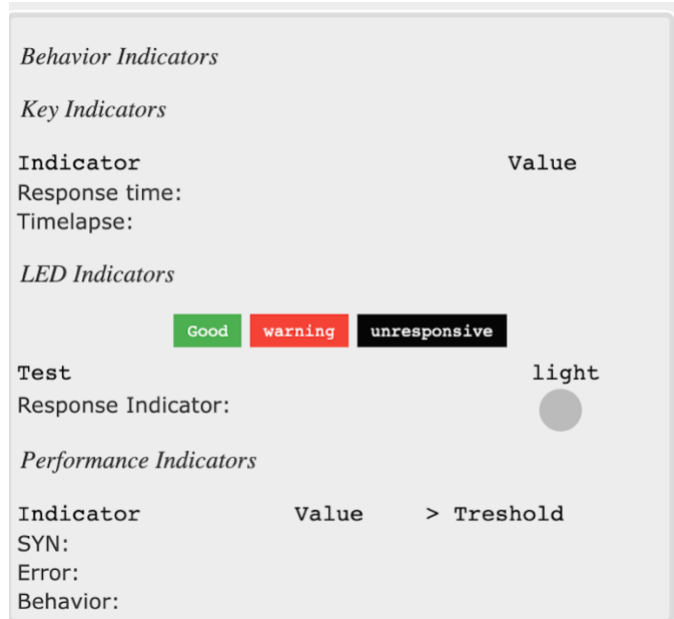 Behavior Indicators
Key Indicators
Indicator Value
Response time:
Timelapse:
LED Indicators
Good warning unresponsive
Test light
Response Indicator:
Performance Indicators
Indicator Value > Treshold
SYN:
Error:
Behavior: